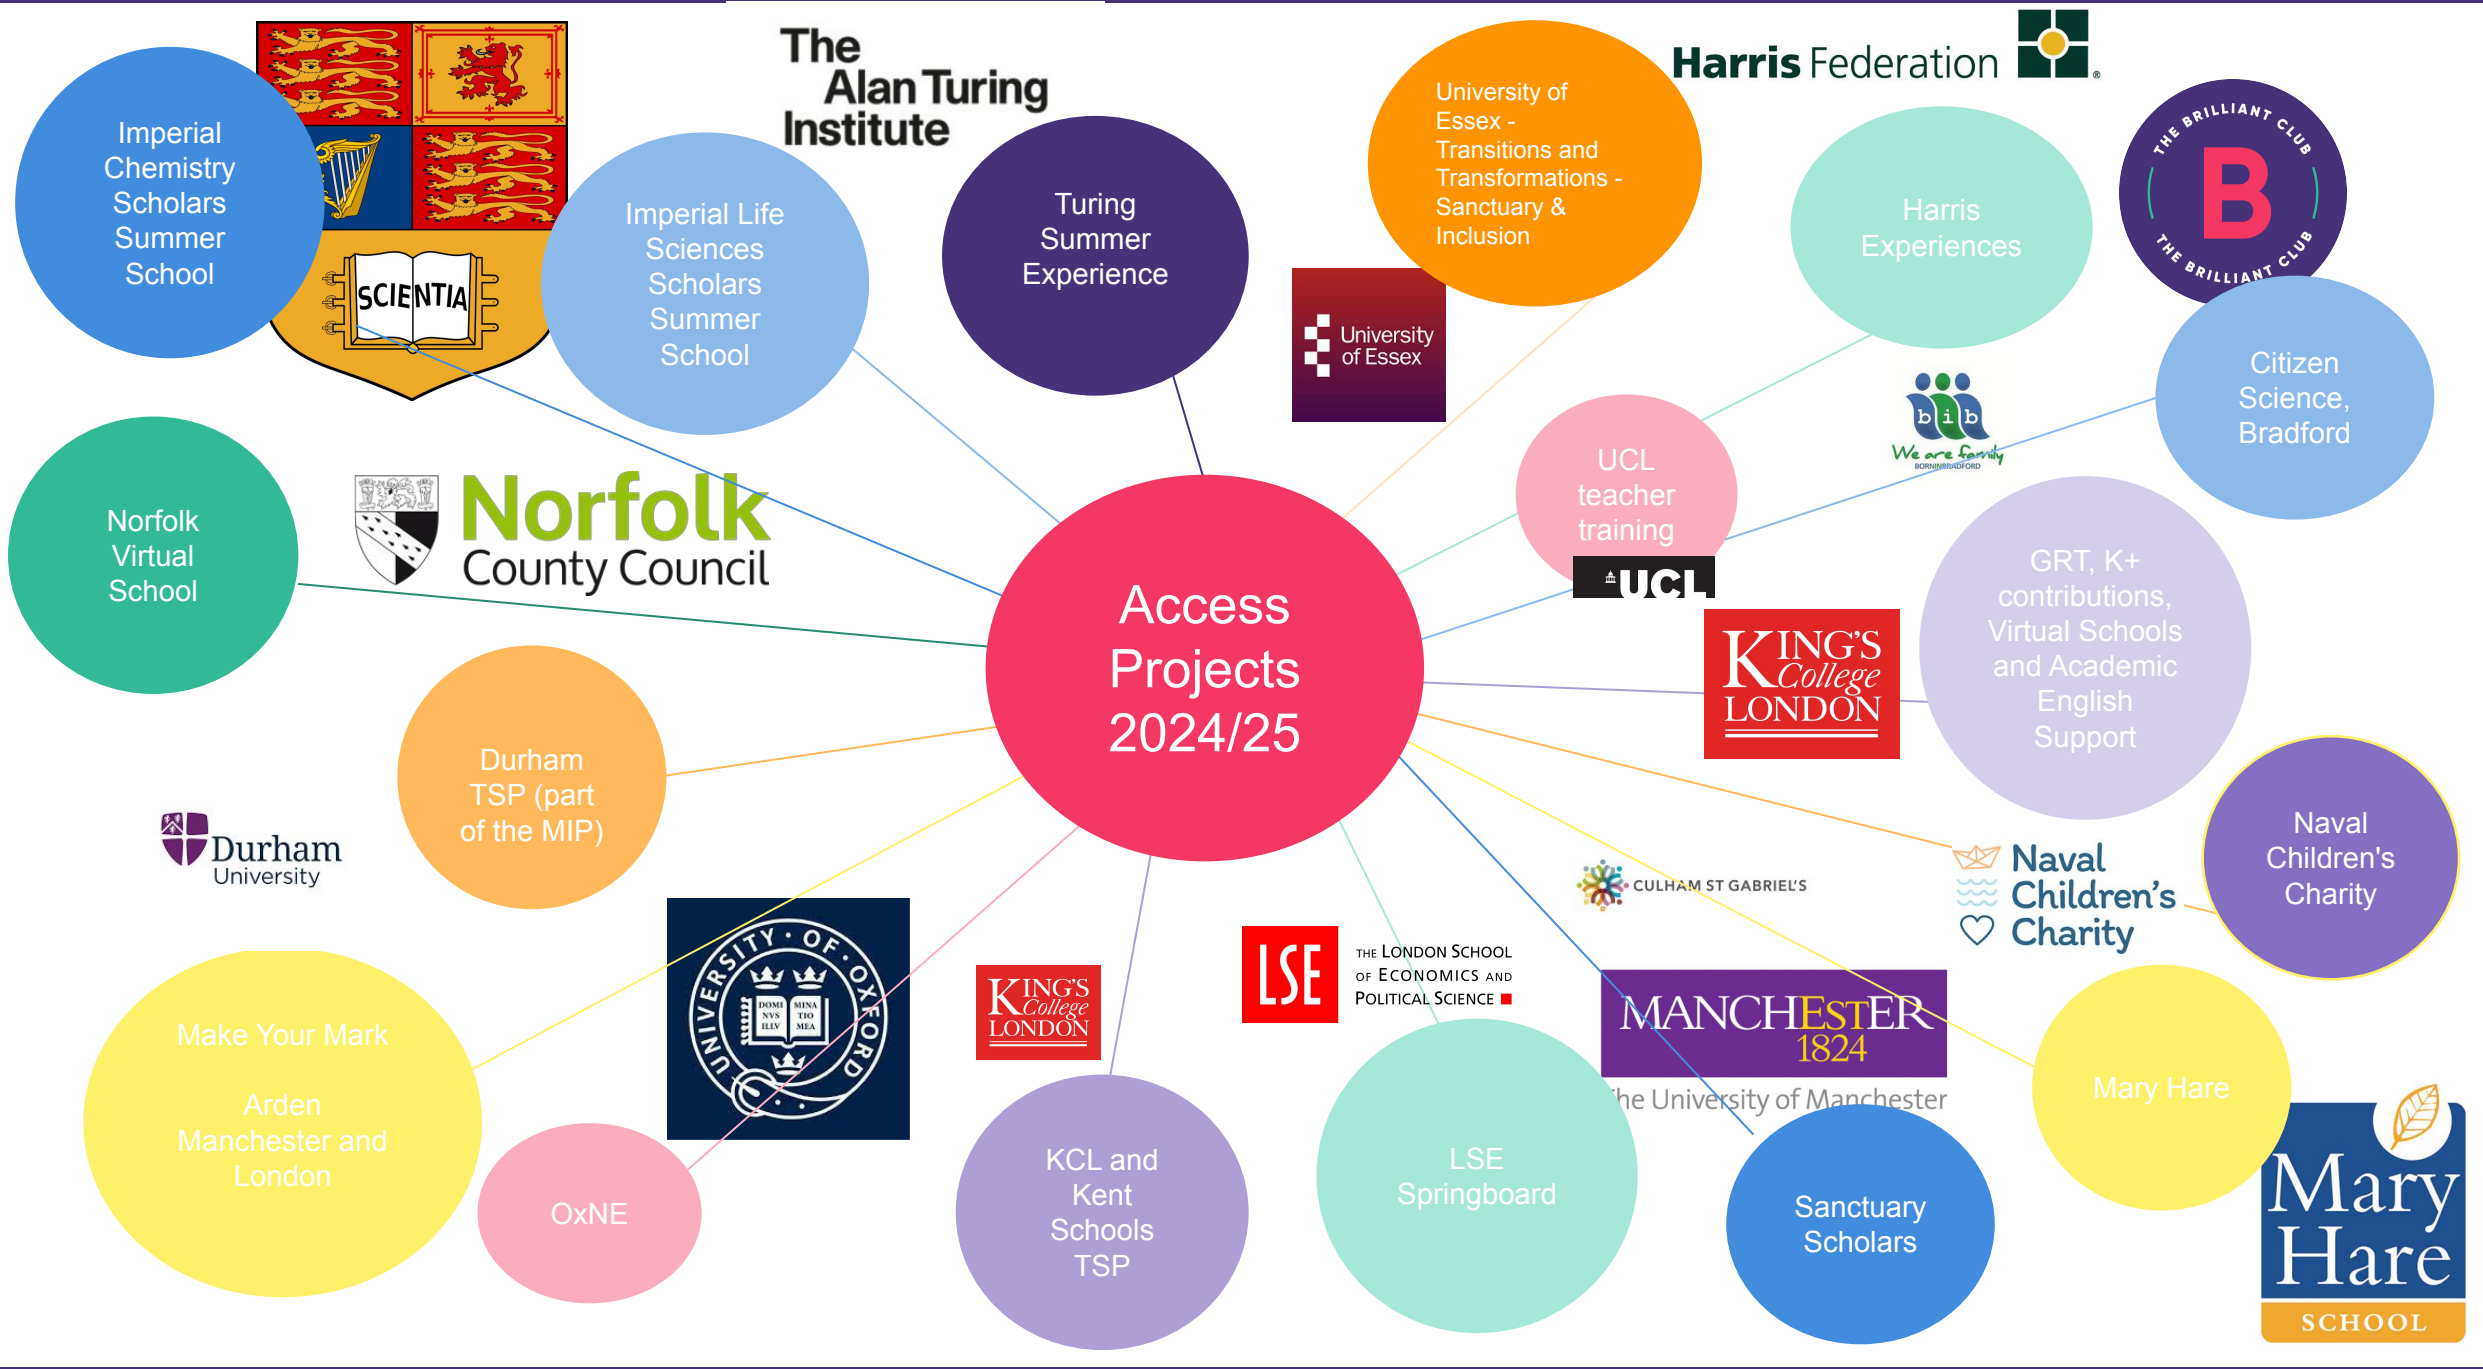 Imperial
Chemistry
Scholars
Summer
School
SCIENTIA
Imperial Life
Sciences
Scholars
Summer
School
The
Alan Turing
Institute
Turing
Summer
Experience
University of
Essex -
Transitions and
Transformations -
Sanctuary &
Inclusion
University
of Essex
Harris Federation
Harris
Experiences
THE BRILLIANT CLUB
B
THE BRILLIANT CLUB
Citizen
Science,
Bradford
bib
We are family
BORNINBRADFORD
UCL
teacher
training
UCL
Norfolk
Virtual
School
Norfolk
County Council
Access
Projects
2024/25
KING'S
College
LONDON
GRT, K+
contributions,
Virtual Schools
and Academic
English
Support
Durham
TSP (part
of the MIP)
Durham
University
Naval
Children's
Charity
Naval
Children's
Charity
CULHAM ST GABRIEL'S
Make Your Mark
Arden
Manchester and
London
UNIVERSITY · OF · OXFORD
DOMI MINA
NVS TIO
ILLV MEA
OxNE
KING'S
College
LONDON
KCL and
Kent
Schools
TSP
LSE
THE LONDON SCHOOL
OF ECONOMICS AND
POLITICAL SCIENCE
LSE
Springboard
MANCHESTER
1824
The University of Manchester
Sanctuary
Scholars
Mary Hare
Mary
Hare
SCHOOL